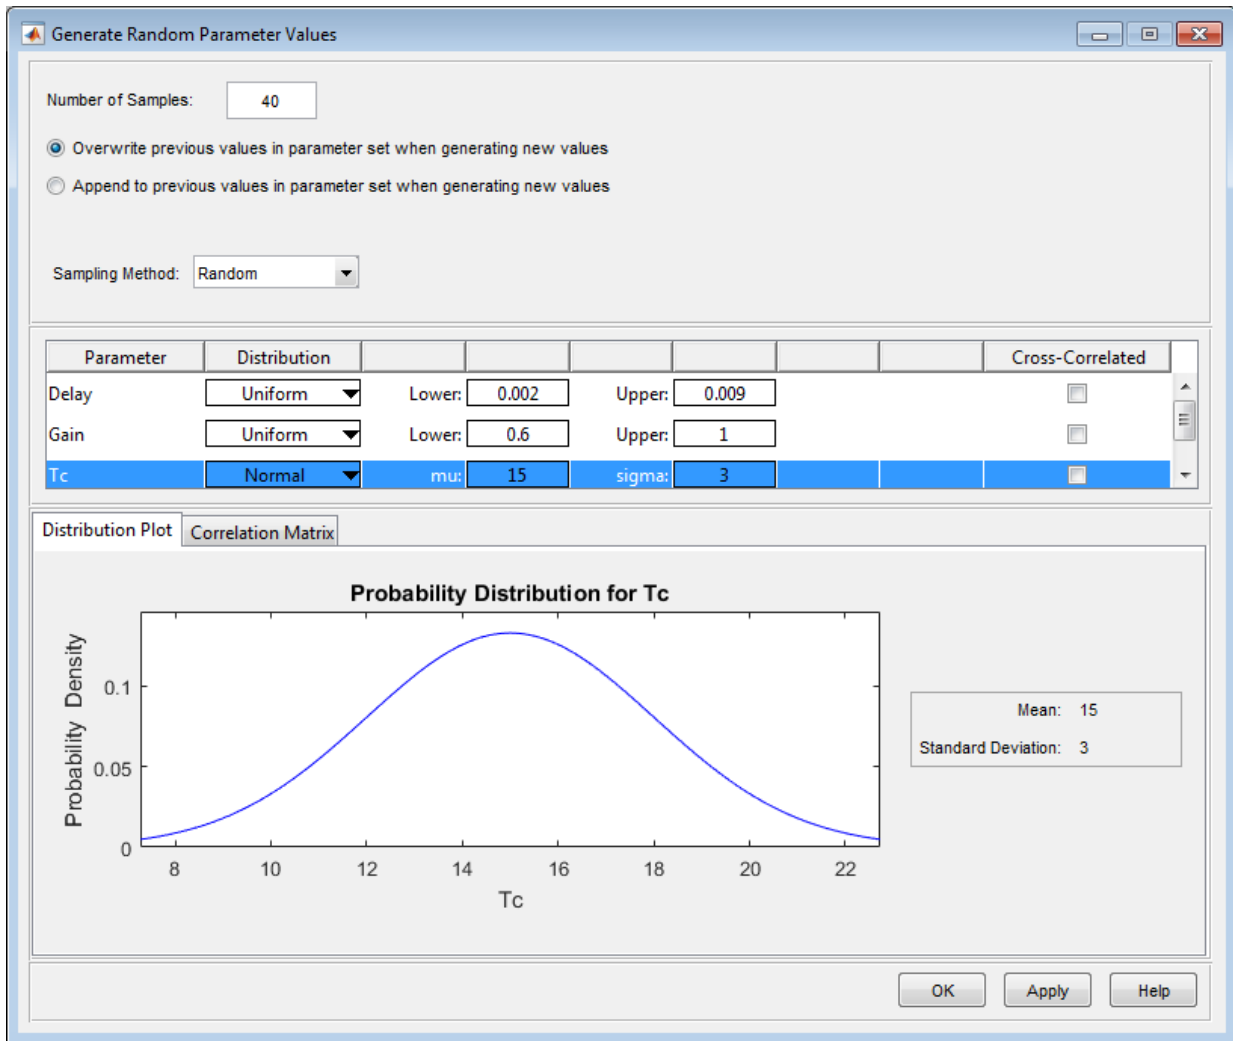 Generate Random Parameter Values
Number of Samples: 40
Overwrite previous values in parameter set when generating new values
Append to previous values in parameter set when generating new values
Sampling Method: Random
Parameter Distribution Cross-Correlated
Delay Uniform Lower: 0.002 Upper: 0.009
Gain Uniform Lower: 0.6 Upper: 1
Tc Normal mu: 15 sigma: 3
Distribution Plot Correlation Matrix
Probability Distribution for Tc
Probability Density
0.1
0.05
0
8 10 12 14 16 18 20 22
Tc
Mean: 15
Standard Deviation: 3
OK Apply Help